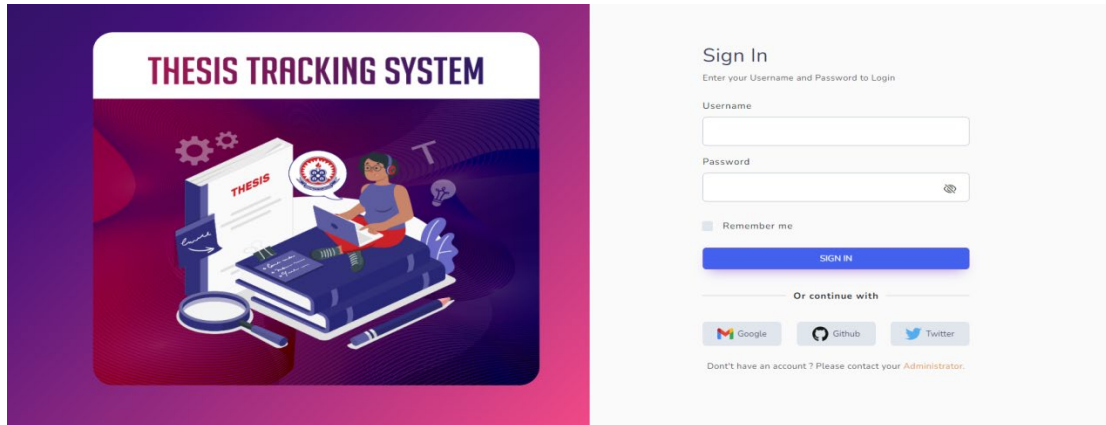 THESIS TRACKING SYSTEM
THESIS
T
Sign In
Enter your Username and Password to Login
Username
Password
Remember me
SIGN IN
Or continue with
Google
Github
Twitter
Dont't have an account ? Please contact your Administrator.